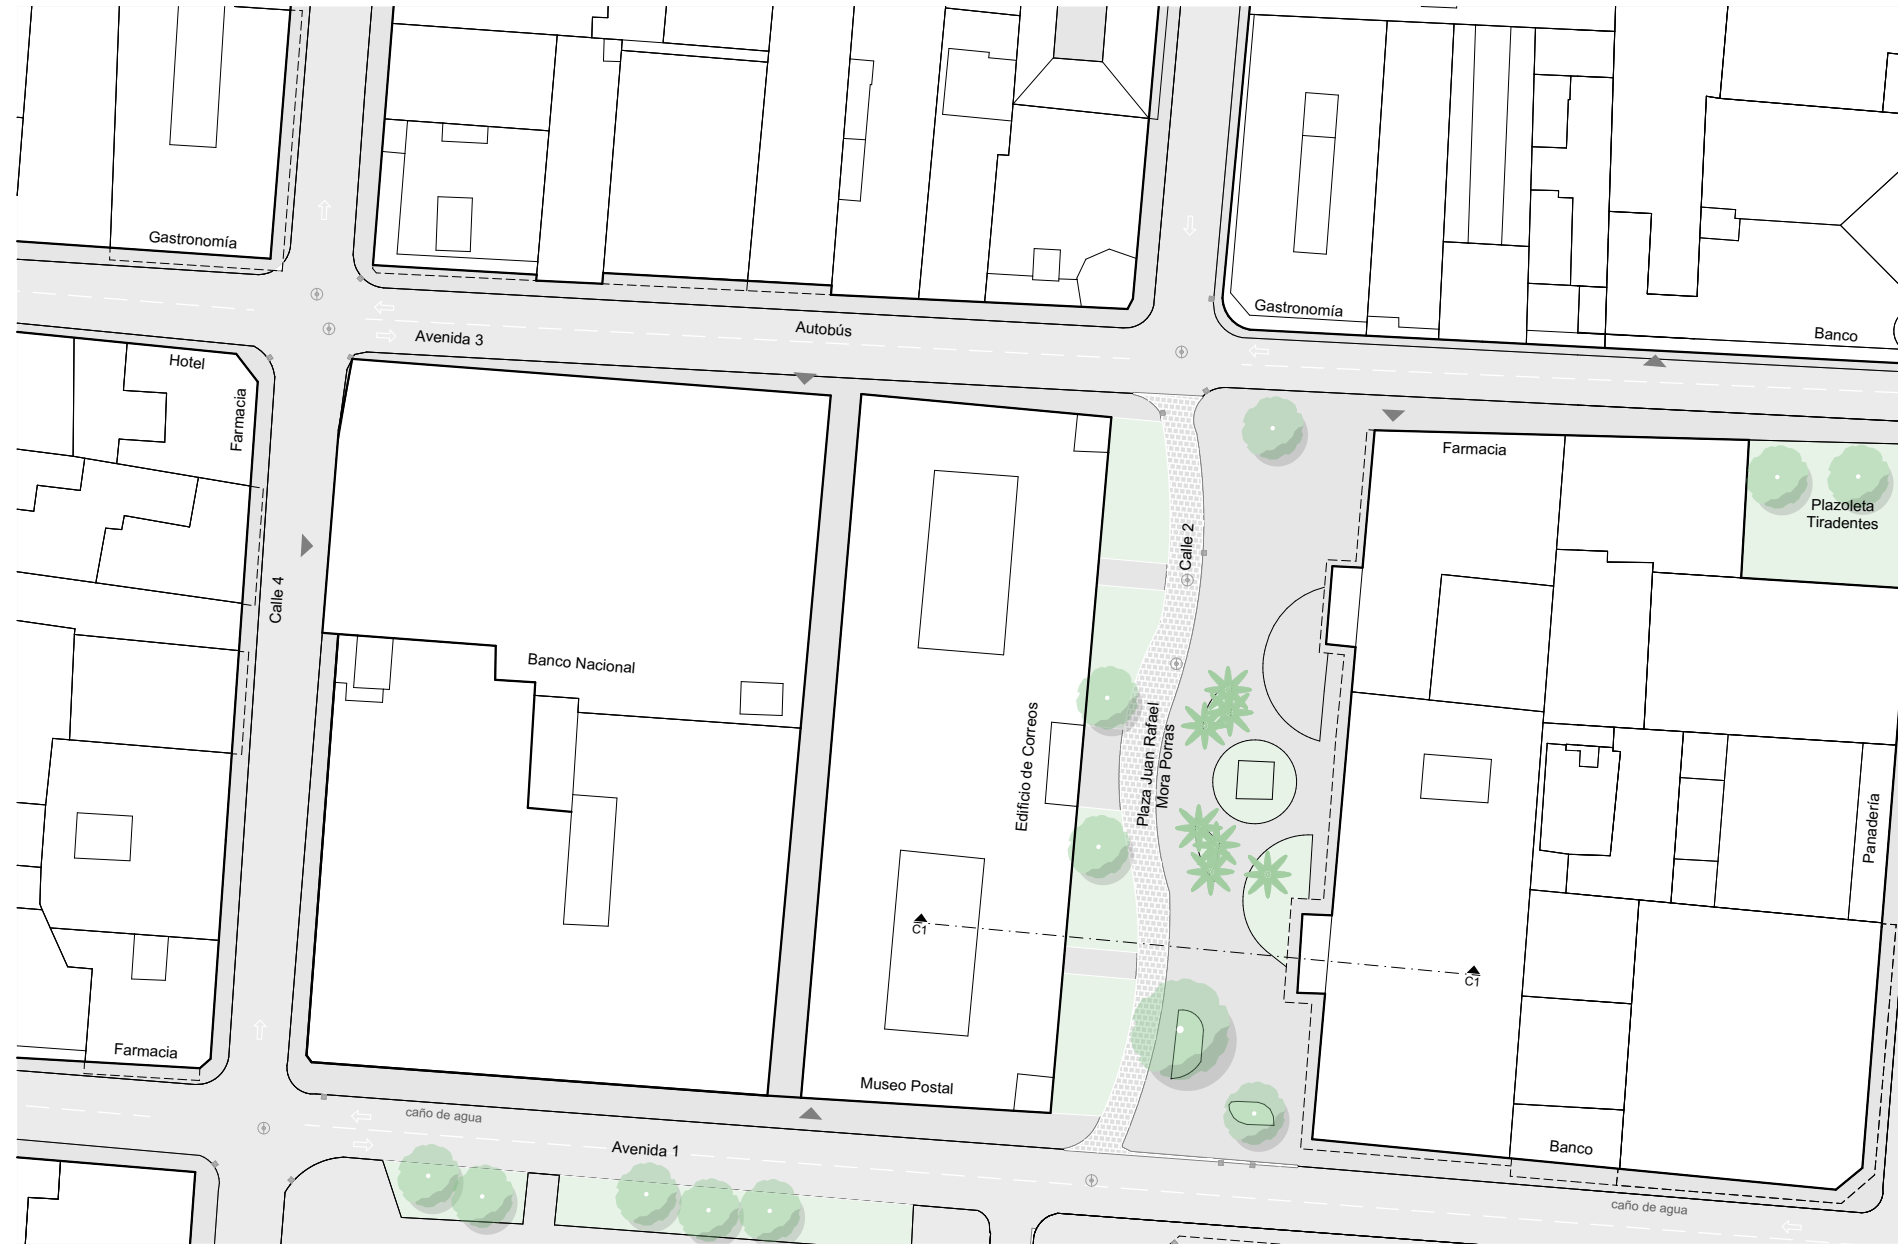 Gastronomía
Gastronomía
Autobús
Avenida 3
Banco
Hotel
Farmacia
Farmacia
Plazoleta
Tiradentes
Calle 2
Calle 4
Banco Nacional
Edificio de Correos
Plaza Juan Rafael
Mora Porras
Panadería
C1
C1
Farmacia
Museo Postal
caño de agua
Avenida 1
Banco
caño de agua